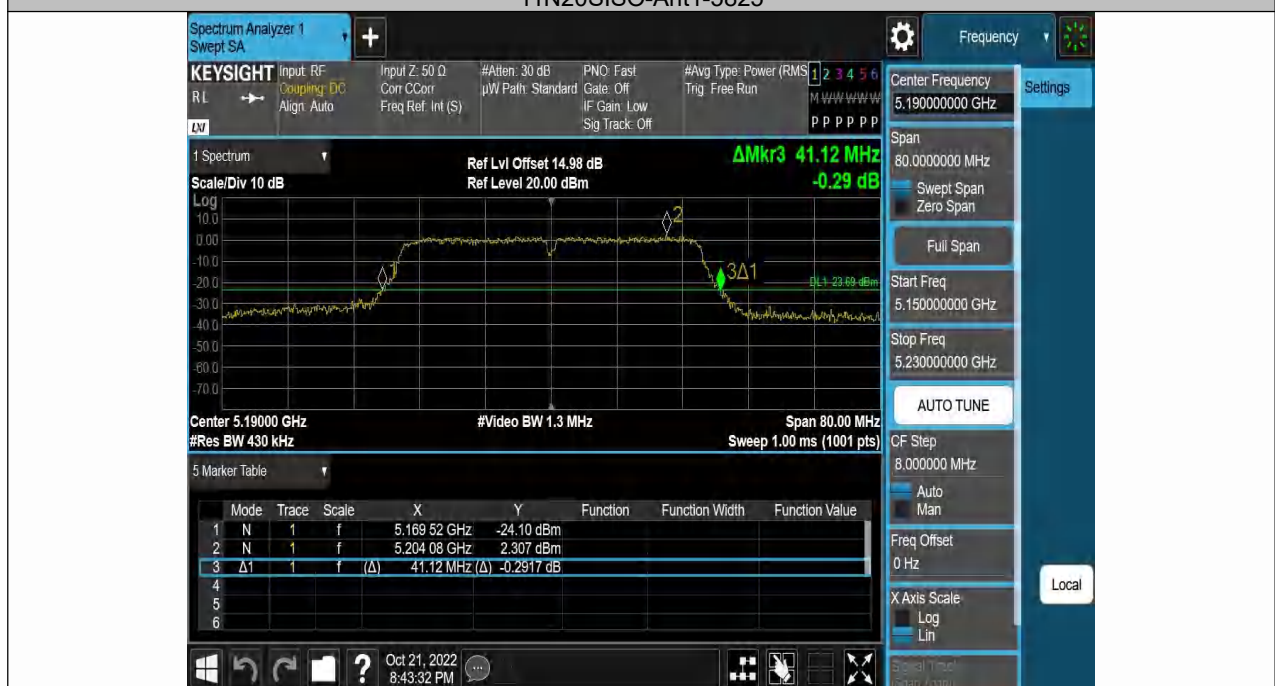 Spectrum Analyzer 1
Swept SA
+
Frequency
KEYSIGHT
RL
LXI
Input: RF
Coupling: DC
Align: Auto
Input Z: 50 Ω
Corr CCorr
Freq Ref: Int (S)
#Atten: 30 dB
µW Path: Standard
PNO: Fast
Gate: Off
IF Gain: Low
Sig Track: Off
#Avg Type: Power (RMS
Trig: Free Run
1 2 3 4 5 6
M W W W W W
P P P P P P
Center Frequency
5.190000000 GHz
Settings
1 Spectrum
Scale/Div 10 dB
Ref Lvl Offset 14.98 dB
Ref Level 20.00 dBm
ΔMkr3 41.12 MHz
-0.29 dB
Log
10.0
0.00
-10.0
-20.0
-30.0
-40.0
-50.0
-60.0
-70.0
1
2
3Δ1
DL1 -23.69 dBm
Center 5.19000 GHz
#Res BW 430 kHz
#Video BW 1.3 MHz
Span 80.00 MHz
Sweep 1.00 ms (1001 pts)
Span
80.0000000 MHz
Swept Span
Zero Span
Full Span
Start Freq
5.150000000 GHz
Stop Freq
5.230000000 GHz
AUTO TUNE
CF Step
8.000000 MHz
Auto
Man
Freq Offset
0 Hz
X Axis Scale
Log
Lin
Local
5 Marker Table
Mode Trace Scale X Y Function Function Width Function Value
1 N 1 f 5.169 52 GHz -24.10 dBm
2 N 1 f 5.204 08 GHz 2.307 dBm
3 Δ1 1 f (Δ) 41.12 MHz (Δ) -0.2917 dB
4
5
6
?
Oct 21, 2022
8:43:32 PM